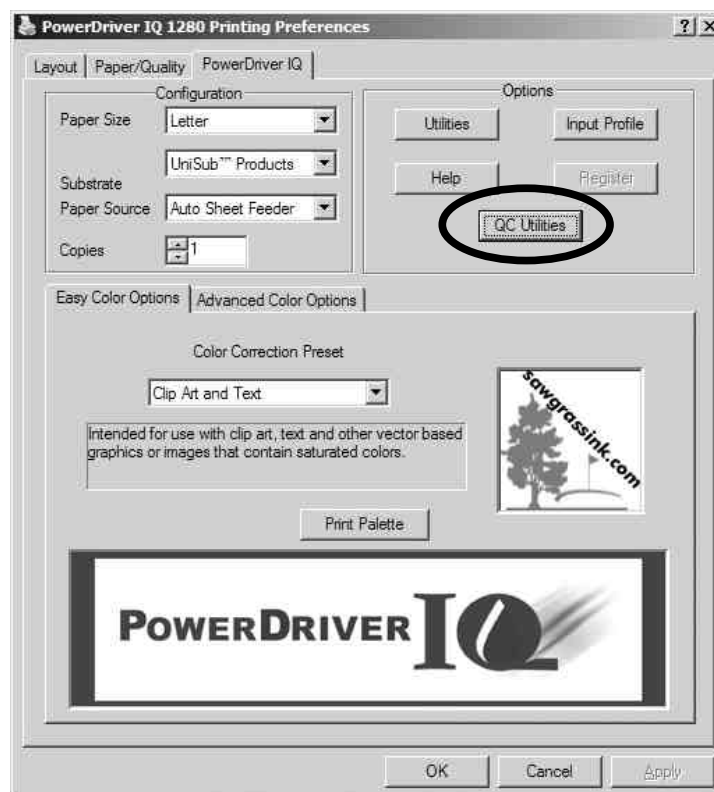 PowerDriver IQ 1280 Printing Preferences
Layout Paper/Quality PowerDriver IQ
Configuration
Paper Size Letter
UniSub™ Products
Substrate
Paper Source Auto Sheet Feeder
Copies 1
Options
Utilities Input Profile
Help Register
QC Utilities
Easy Color Options Advanced Color Options
Color Correction Preset
Clip Art and Text
Intended for use with clip art, text and other vector based
graphics or images that contain saturated colors.
sawgrassink.com
Print Palette
POWERDRIVER IQ
OK Cancel Apply